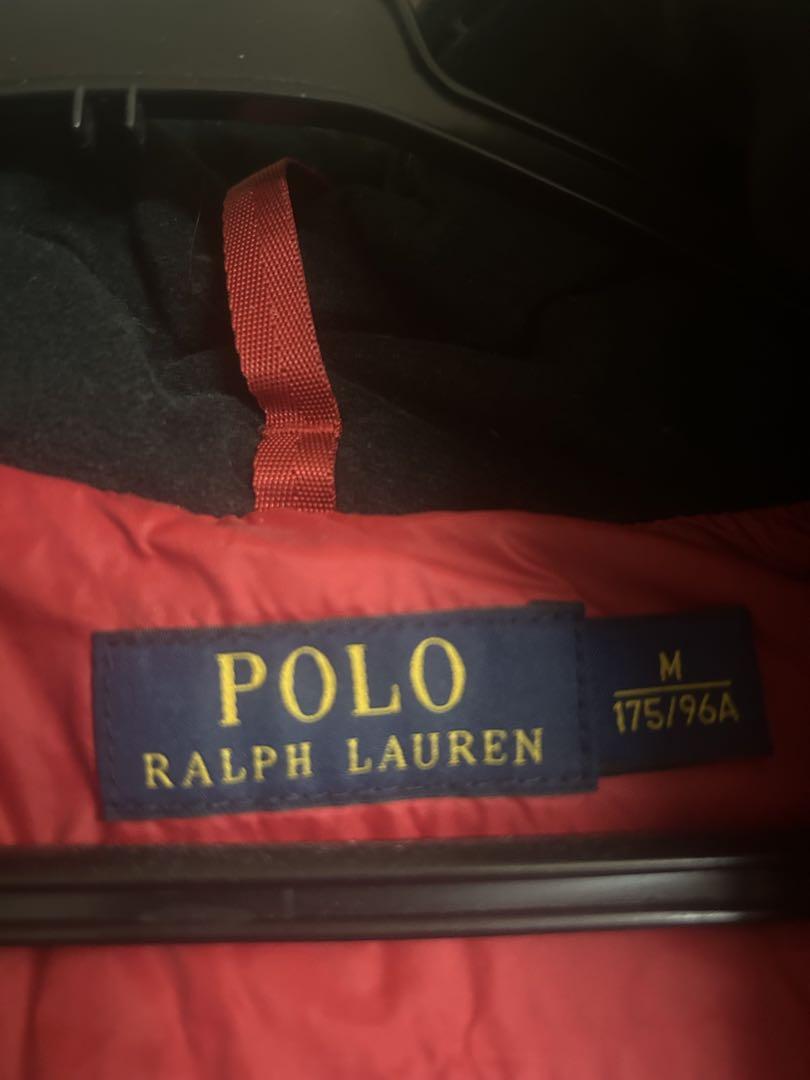 POLO
RALPH LAUREN
M
175/96A